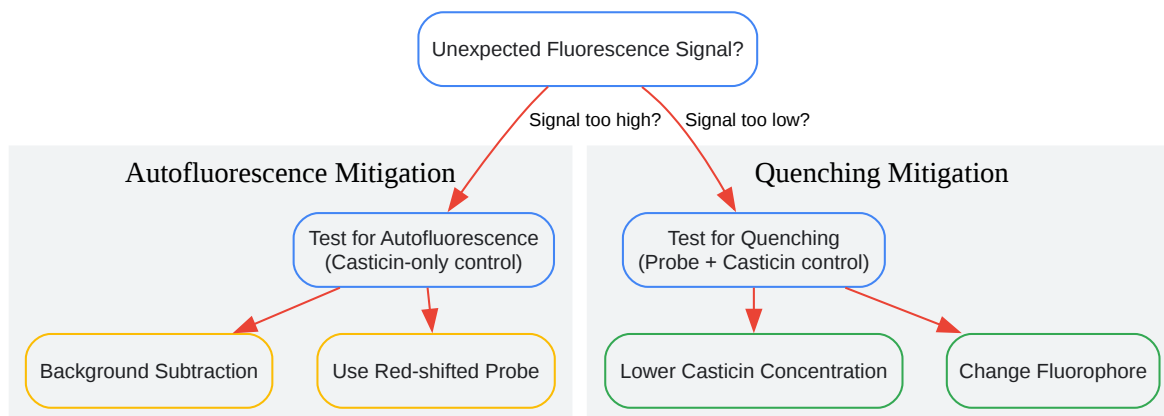 Unexpected Fluorescence Signal?
Signal too high?
Signal too low?
Autofluorescence Mitigation
Quenching Mitigation
Test for Autofluorescence
(Casticin-only control)
Test for Quenching
(Probe + Casticin control)
Background Subtraction
Use Red-shifted Probe
Lower Casticin Concentration
Change Fluorophore